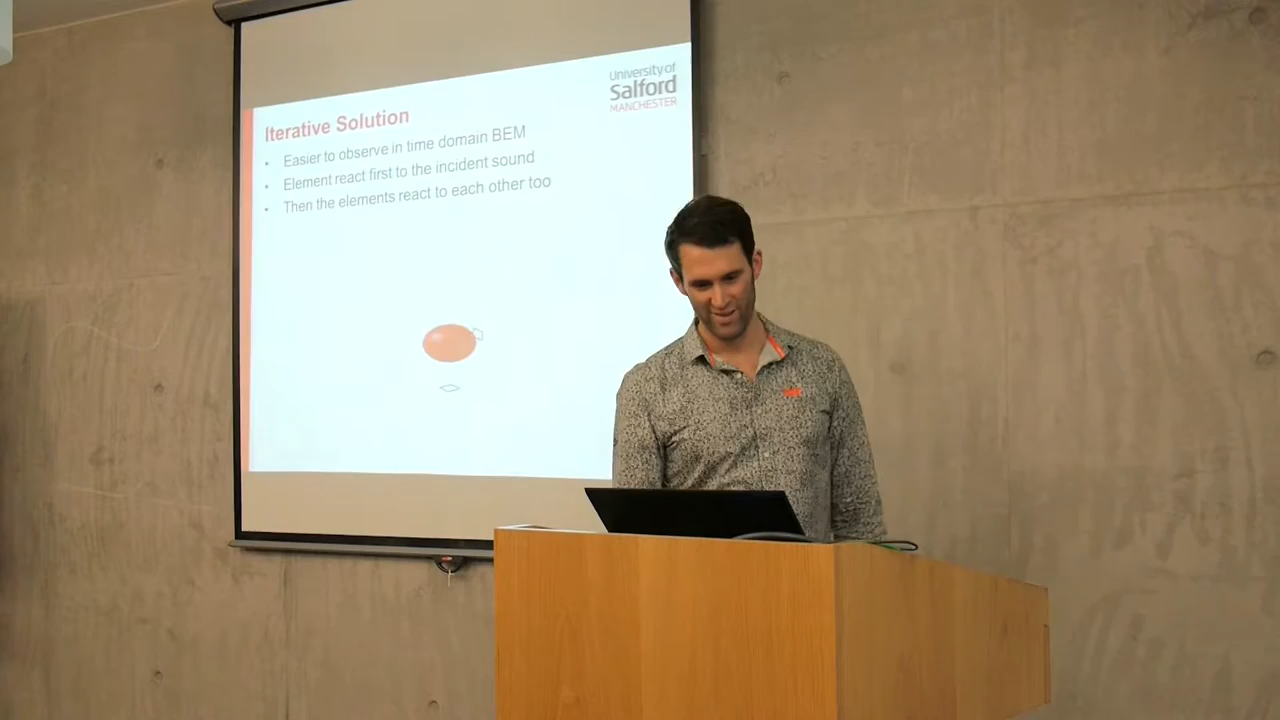 University of
Salford
MANCHESTER
Iterative Solution
• Easier to observe in time domain BEM
• Element react first to the incident sound
• Then the elements react to each other too